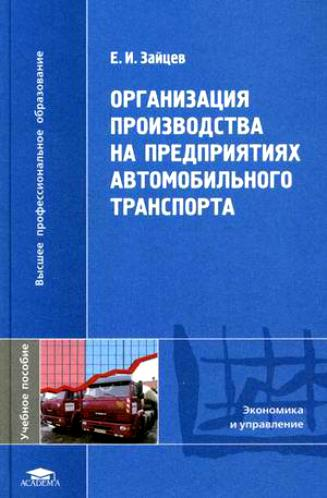 Е. И. Зайцев
ОРГАНИЗАЦИЯ
ПРОИЗВОДСТВА
НА ПРЕДПРИЯТИЯХ
АВТОМОБИЛЬНОГО
ТРАНСПОРТА
Высшее профессиональное образование
Учебное пособие
Экономика
и управление
ACADEMA